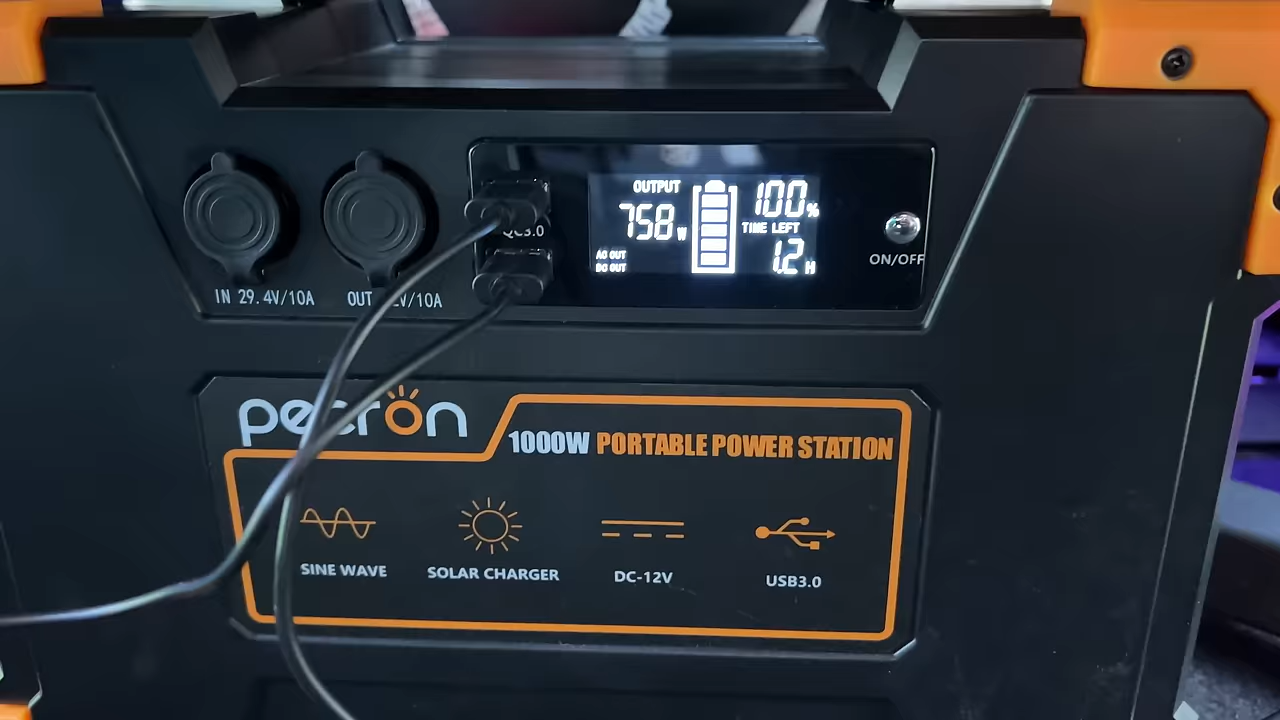 OUTPUT
758W
AC OUT
DC OUT
100%
TIME LEFT
1.2H
QC3.0
ON/OFF
IN 29.4V/10A
OUT 2V/10A
pecron
1000W PORTABLE POWER STATION
SINE WAVE
SOLAR CHARGER
DC-12V
USB3.0